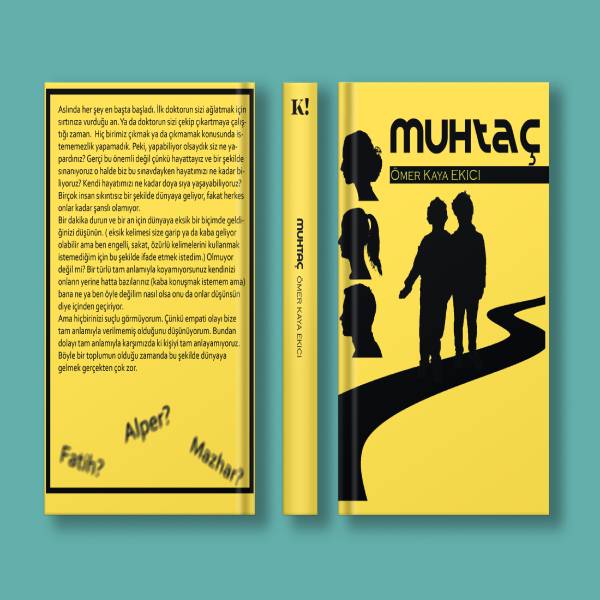 Aslında her şey en başta başladı. İlk doktorun sizi ağlatmak için
sırtınıza vurduğu an. Ya da doktorun sizi çekip çıkartmaya çalış-
tığı zaman. Hiç birimiz çıkmak ya da çıkmamak konusunda is-
tememezlik yapamadık. Peki, yapabiliyor olsaydık siz ne ya-
pardınız? Gerçi bu önemli değil çünkü hayattayız ve bir şekilde
sınanıyoruz o halde biz bu sınavdayken hayatımızı ne kadar bi-
liyoruz? Kendi hayatımızı ne kadar doya sıya yaşayabiliyoruz?
Birçok insan sıkıntısız bir şekilde dünyaya geliyor, fakat herkes
onlar kadar şanslı olamıyor.
Bir dakika durun ve bir an için dünyaya eksik bir biçimde geldi-
ğinizi düşünün. ( eksik kelimesi size garip ya da kaba geliyor
olabilir ama ben engelli, sakat, özürlü kelimelerini kullanmak
istemediğim için bu şekilde ifade etmek istedim.) Olmuyor
değil mi? Bir türlü tam anlamıyla koyamıyorsunuz kendinizi
onların yerine hatta bazılarınız (kaba konuşmak istemem ama)
bana ne ya ben öyle değilim nasıl olsa onu da onlar düşünsün
diye içinden geçiriyor.
Ama hiçbirinizi suçlu görmüyorum. Çünkü empati olayı bize
tam anlamıyla verilmemiş olduğunu düşünüyorum. Bundan
dolayı tam anlamıyla karşımızda ki kişiyi tam anlayamıyoruz.
Böyle bir toplumun olduğu zamanda bu şekilde dünyaya
gelmek gerçekten çok zor.
Fatih?
Alper?
Mazhar?
K!
MUHTAÇ ÖMER KAYA EKICI
MUHTAÇ
ÖMER KAYA EKICI